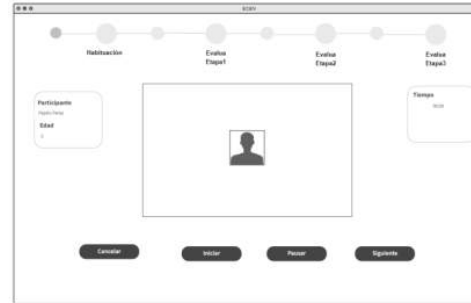 Habituación
Evalua
Etapa1
Evalua
Etapa2
Evalua
Etapa3
Participante
Edad
Tiempo
Cancelar
Iniciar
Pausar
Siguiente